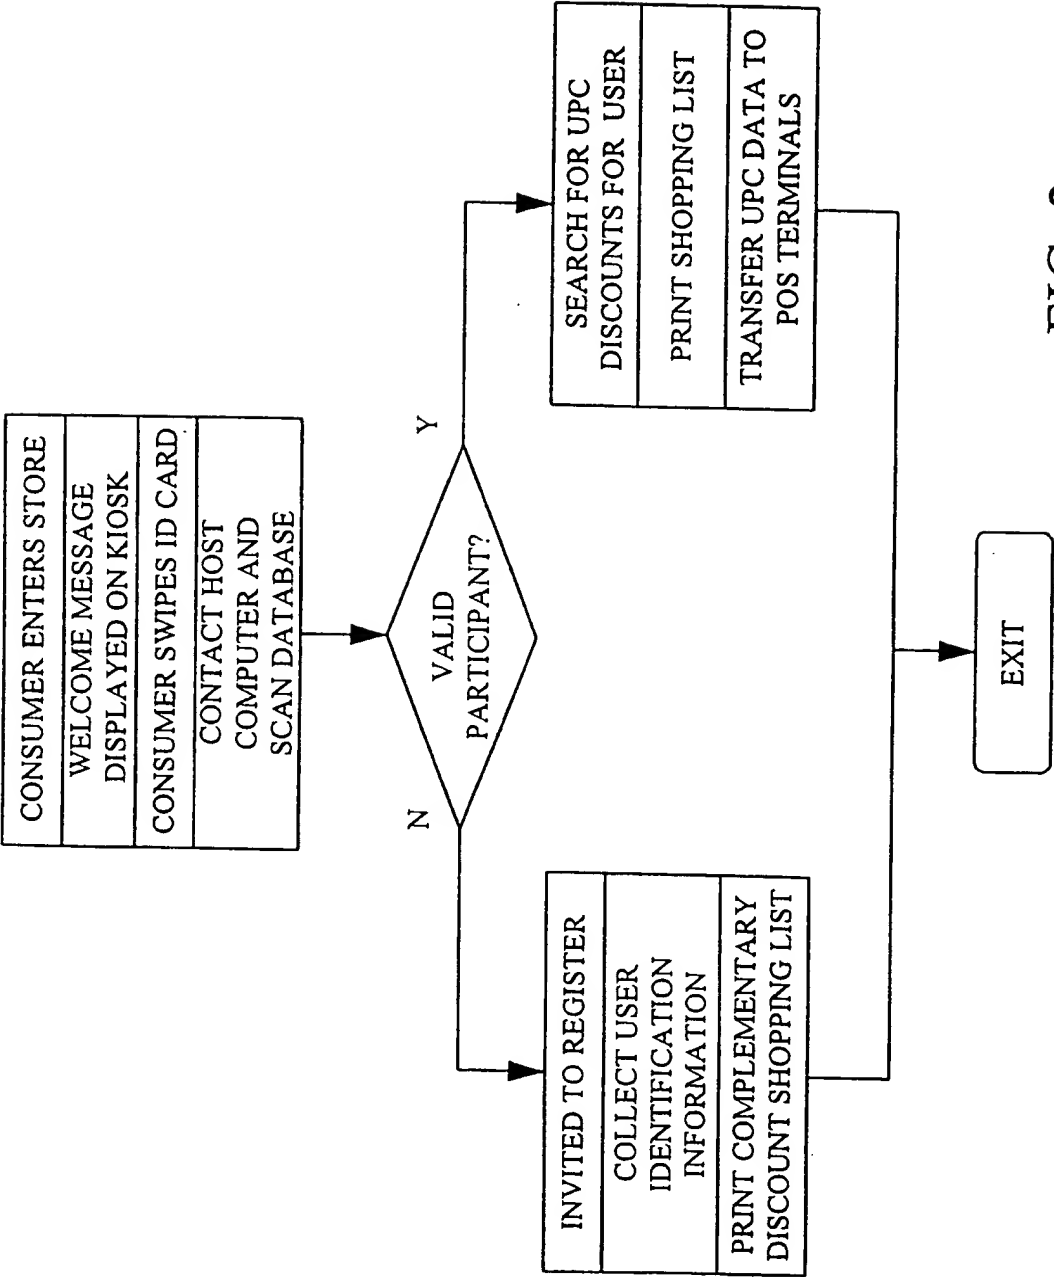 CONSUMER ENTERS STORE
WELCOME MESSAGE
DISPLAYED ON KIOSK
CONSUMER SWIPES ID CARD
CONTACT HOST
COMPUTER AND
SCAN DATABASE
VALID
PARTICIPANT?
N
Y
INVITED TO REGISTER
COLLECT USER
IDENTIFICATION
INFORMATION
PRINT COMPLEMENTARY
DISCOUNT SHOPPING LIST
SEARCH FOR UPC
DISCOUNTS FOR USER
PRINT SHOPPING LIST
TRANSFER UPC DATA TO
POS TERMINALS
EXIT